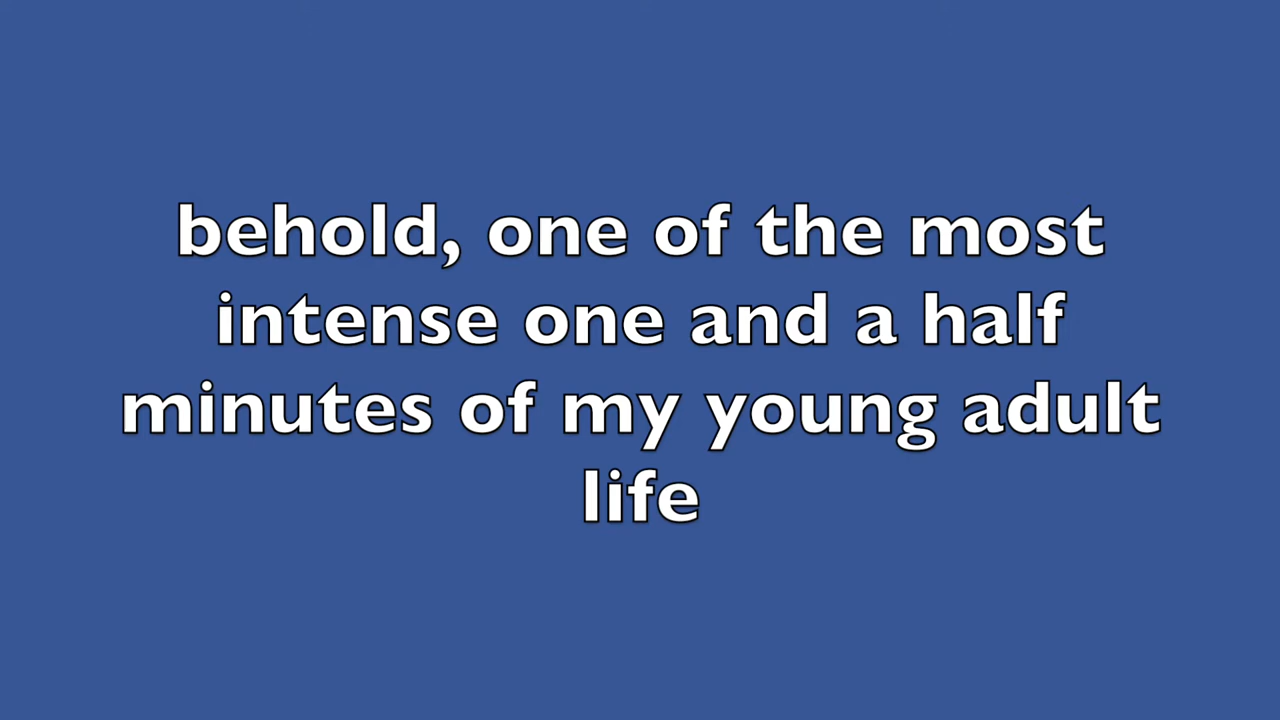 behold, one of the most
intense one and a half
minutes of my young adult
life